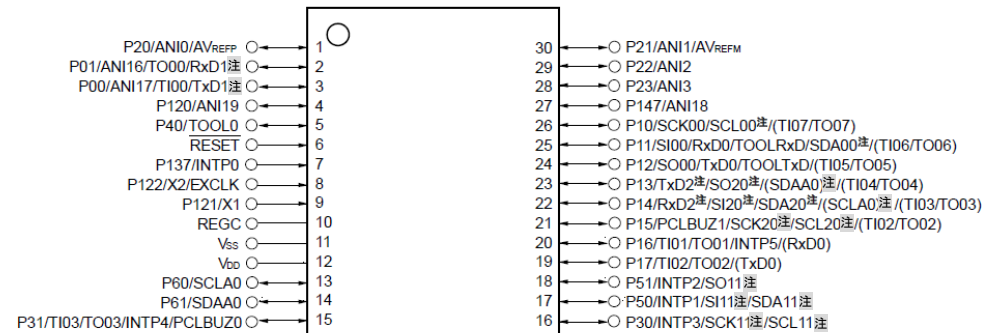 P20/ANI0/AVREFP 1
P01/ANI16/TO00/RxD1注 2
P00/ANI17/TI00/TxD1注 3
P120/ANI19 4
P40/TOOL0 5
RESET 6
P137/INTP0 7
P122/X2/EXCLK 8
P121/X1 9
REGC 10
VSS 11
VDD 12
P60/SCLA0 13
P61/SDAA0 14
P31/TI03/TO03/INTP4/PCLBUZ0 15
30 P21/ANI1/AVREFM
29 P22/ANI2
28 P23/ANI3
27 P147/ANI18
26 P10/SCK00/SCL00注/(TI07/TO07)
25 P11/SI00/RxD0/TOOLRxD/SDA00注/(TI06/TO06)
24 P12/SO00/TxD0/TOOLTxD/(TI05/TO05)
23 P13/TxD2注/SO20注/(SDAA0)注/(TI04/TO04)
22 P14/RxD2注/SI20注/SDA20注/(SCLA0)注/(TI03/TO03)
21 P15/PCLBUZ1/SCK20注/SCL20注/(TI02/TO02)
20 P16/TI01/TO01/INTP5/(RxD0)
19 P17/TI02/TO02/(TxD0)
18 P51/INTP2/SO11注
17 P50/INTP1/SI11注/SDA11注
16 P30/INTP3/SCK11注/SCL11注